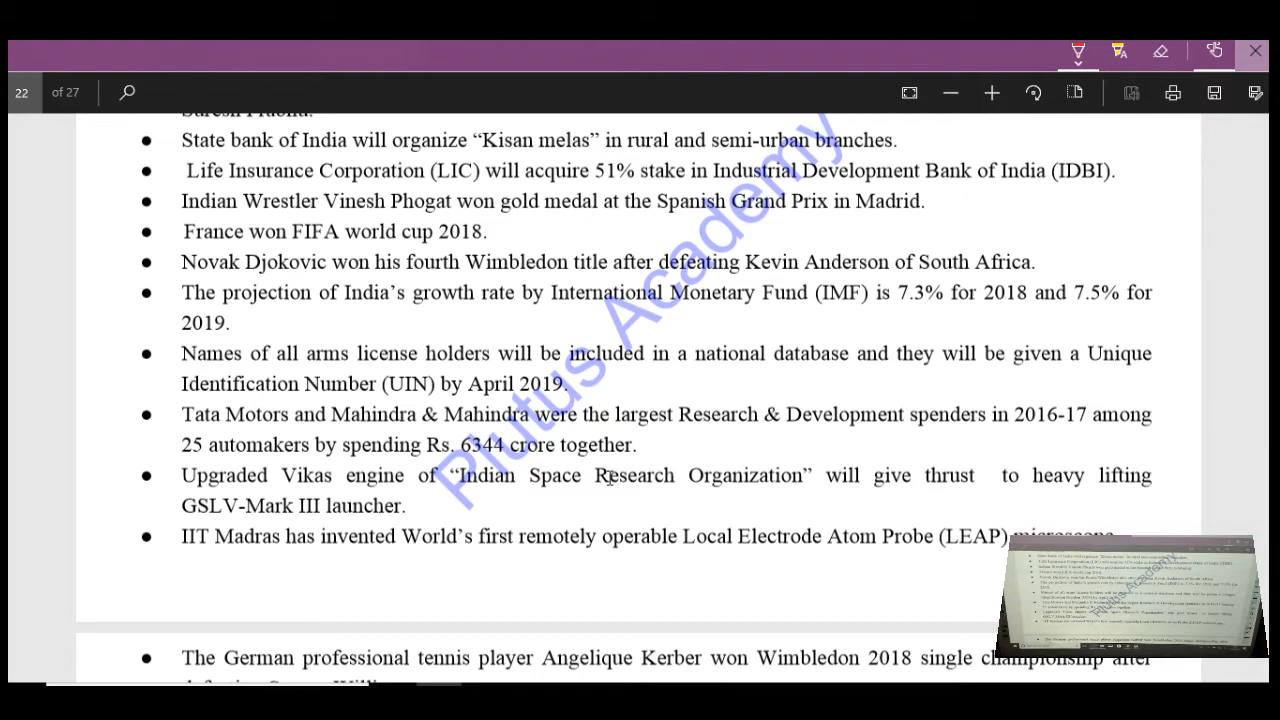 22 of 27
Suresh Prabhu.
● State bank of India will organize “Kisan melas” in rural and semi-urban branches.
● Life Insurance Corporation (LIC) will acquire 51% stake in Industrial Development Bank of India (IDBI).
● Indian Wrestler Vinesh Phogat won gold medal at the Spanish Grand Prix in Madrid.
● France won FIFA world cup 2018.
● Novak Djokovic won his fourth Wimbledon title after defeating Kevin Anderson of South Africa.
● The projection of India’s growth rate by International Monetary Fund (IMF) is 7.3% for 2018 and 7.5% for
2019.
● Names of all arms license holders will be included in a national database and they will be given a Unique
Identification Number (UIN) by April 2019.
● Tata Motors and Mahindra & Mahindra were the largest Research & Development spenders in 2016-17 among
25 automakers by spending Rs. 6344 crore together.
● Upgraded Vikas engine of “Indian Space Research Organization” will give thrust to heavy lifting
GSLV-Mark III launcher.
● IIT Madras has invented World’s first remotely operable Local Electrode Atom Probe (LEAP) microscope
● The German professional tennis player Angelique Kerber won Wimbledon 2018 single championship after
Plutus Academy